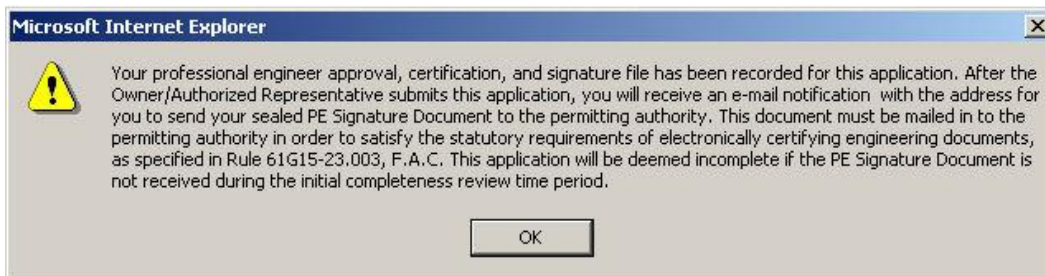 Microsoft Internet Explorer
Your professional engineer approval, certification, and signature file has been recorded for this application. After the
Owner/Authorized Representative submits this application, you will receive an e-mail notification with the address for
you to send your sealed PE Signature Document to the permitting authority. This document must be mailed in to the
permitting authority in order to satisfy the statutory requirements of electronically certifying engineering documents,
as specified in Rule 61G15-23.003, F.A.C. This application will be deemed incomplete if the PE Signature Document is
not received during the initial completeness review time period.
OK